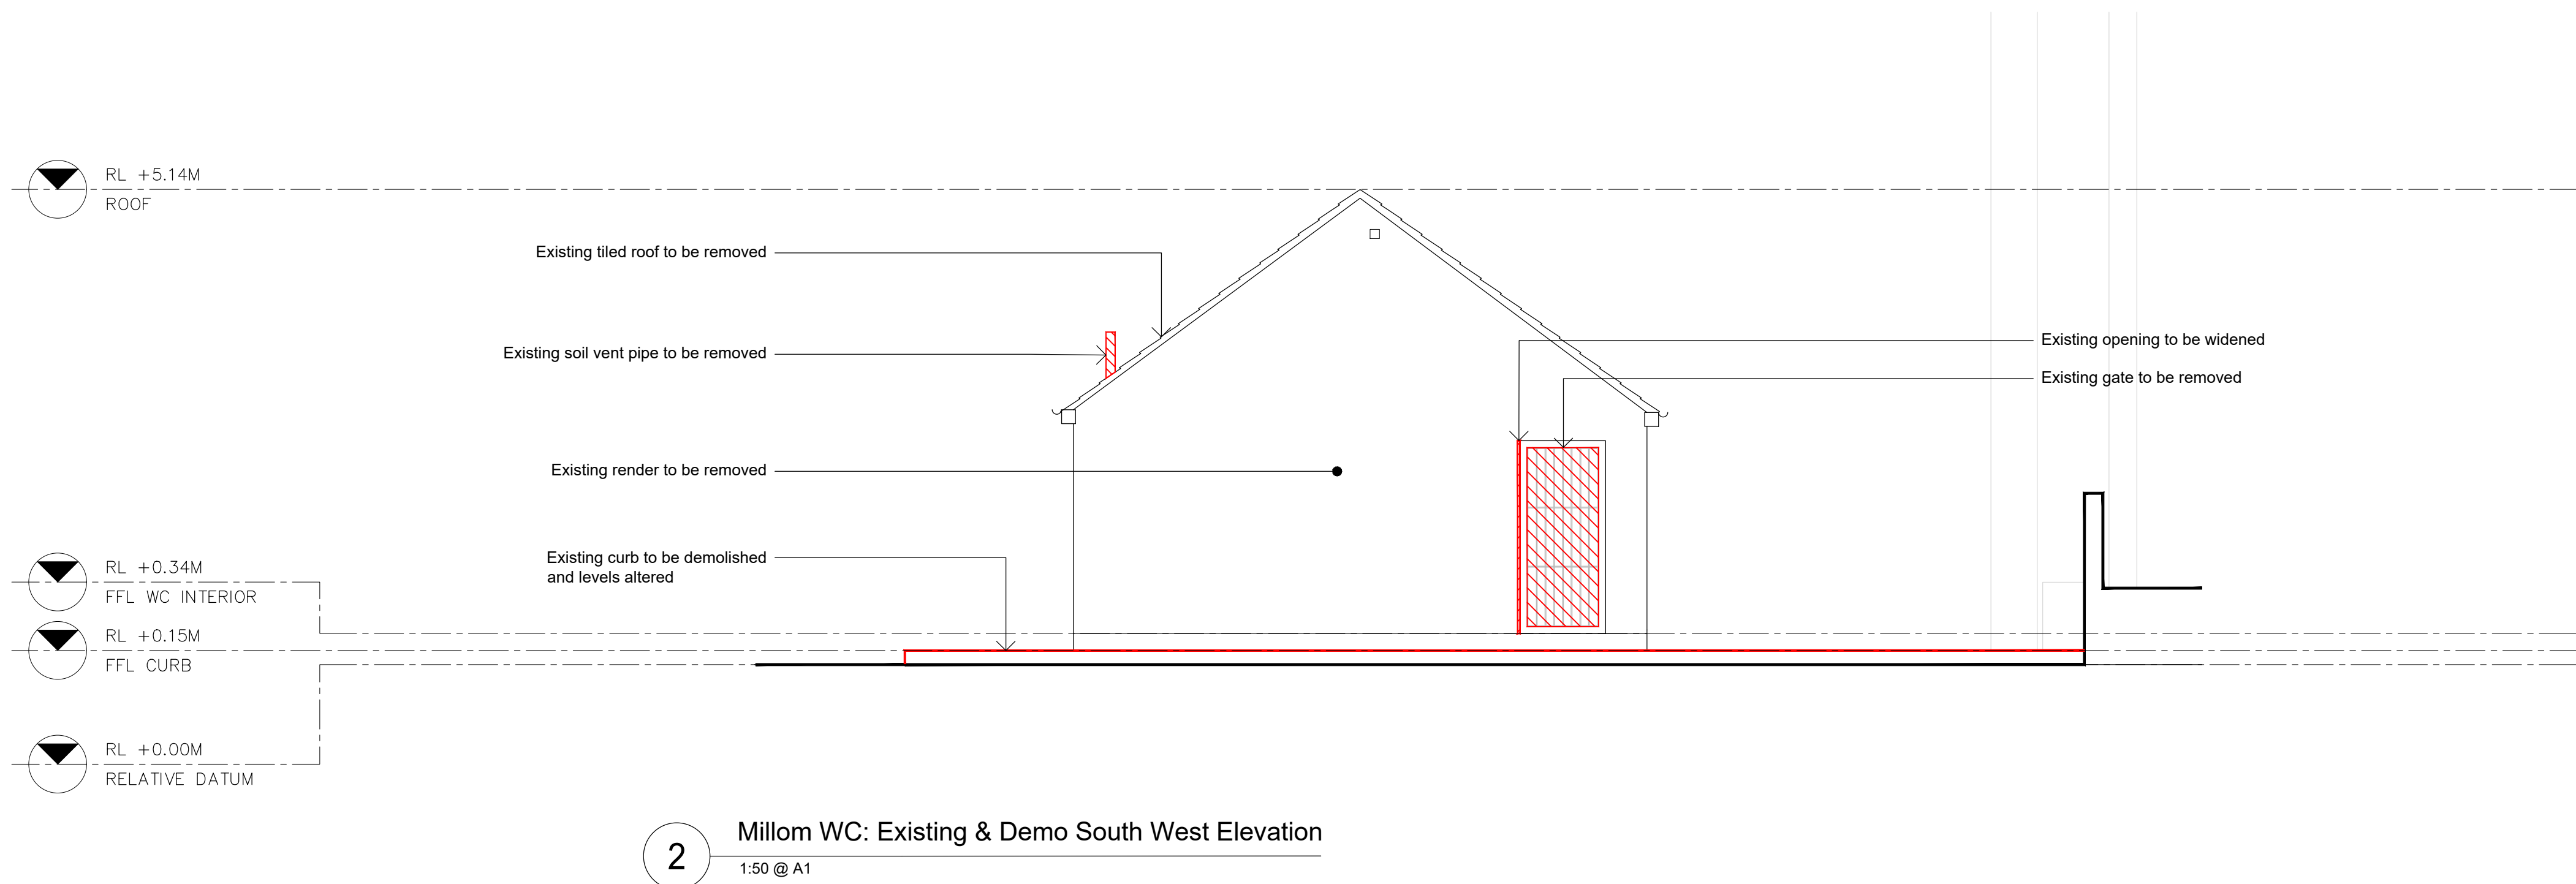 RL +5.14M
ROOF
Existing tiled roof to be removed
Existing soil vent pipe to be removed
Existing opening to be widened
Existing gate to be removed
Existing render to be removed
Existing curb to be demolished
and levels altered
RL +0.34M
FFL WC INTERIOR
RL +0.15M
FFL CURB
RL +0.00M
RELATIVE DATUM
2
Millom WC: Existing & Demo South West Elevation
1:50 @ A1